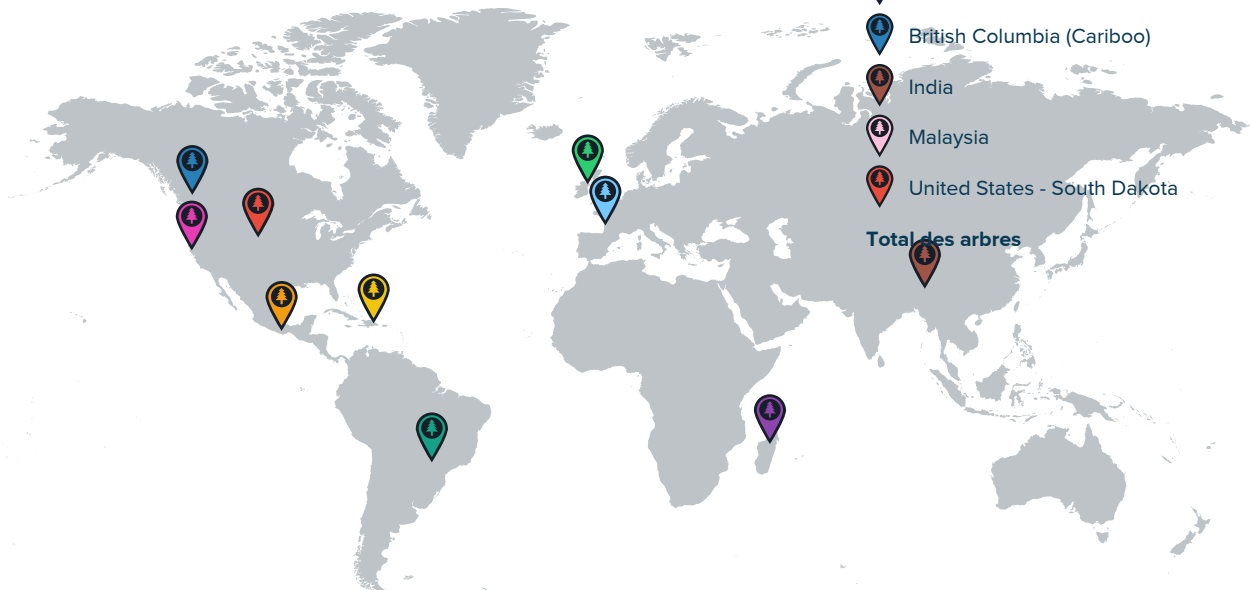 British Columbia (Cariboo)
India
Malaysia
United States - South Dakota
Total des arbres